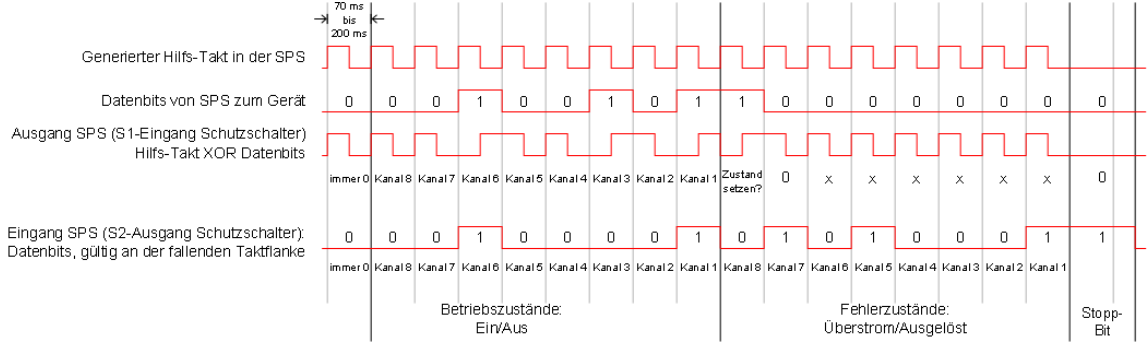 70 ms
bis
200 ms
Generierter Hilfs-Takt in der SPS
Datenbits von SPS zum Gerät
0 0 0 1 0 0 1 0 1 1 0 0 0 0 0 0 0 0
Ausgang SPS (S1-Eingang Schutzschalter)
Hilfs-Takt XOR Datenbits
immer 0 Kanal 8 Kanal 7 Kanal 6 Kanal 5 Kanal 4 Kanal 3 Kanal 2 Kanal 1 Zustand setzen? 0 x x x x x x 0
Eingang SPS (S2-Ausgang Schutzschalter):
Datenbits, gültig an der fallenden Taktflanke
0 0 0 1 0 0 0 0 1 0 1 0 1 0 0 0 1 1
immer 0 Kanal 8 Kanal 7 Kanal 6 Kanal 5 Kanal 4 Kanal 3 Kanal 2 Kanal 1 Kanal 8 Kanal 7 Kanal 6 Kanal 5 Kanal 4 Kanal 3 Kanal 2 Kanal 1
Betriebszustände:
Ein/Aus
Fehlerzustände:
Überstrom/Ausgelöst
Stopp-
Bit